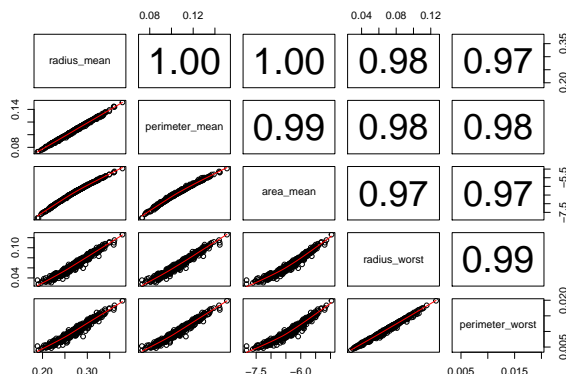 0.08 0.12
0.04 0.08 0.12
radius_mean 1.00 1.00 0.98 0.97
0.20 0.35
0.08 0.14
perimeter_mean 0.99 0.98 0.98
area_mean 0.97 0.97
−7.5 −5.5
0.04 0.10
radius_worst 0.99
perimeter_worst
0.005 0.020
0.20 0.30
−7.5 −6.0
0.005 0.015